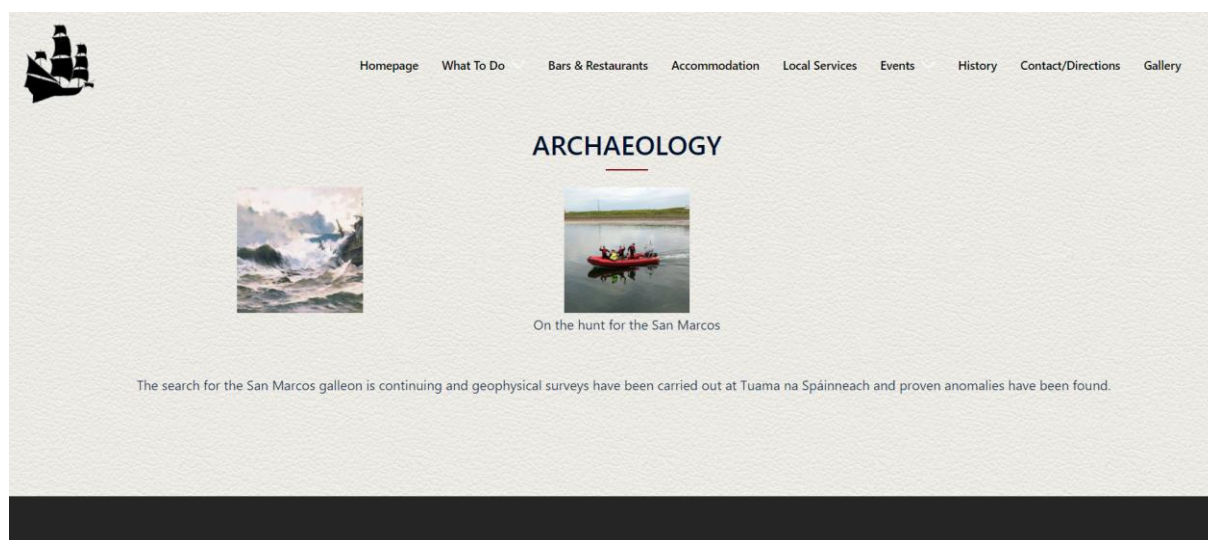 Homepage What To Do Bars & Restaurants Accommodation Local Services Events History Contact/Directions Gallery
ARCHAEOLOGY
On the hunt for the San Marcos
The search for the San Marcos galleon is continuing and geophysical surveys have been carried out at Tuama na Spáinneach and proven anomalies have been found.